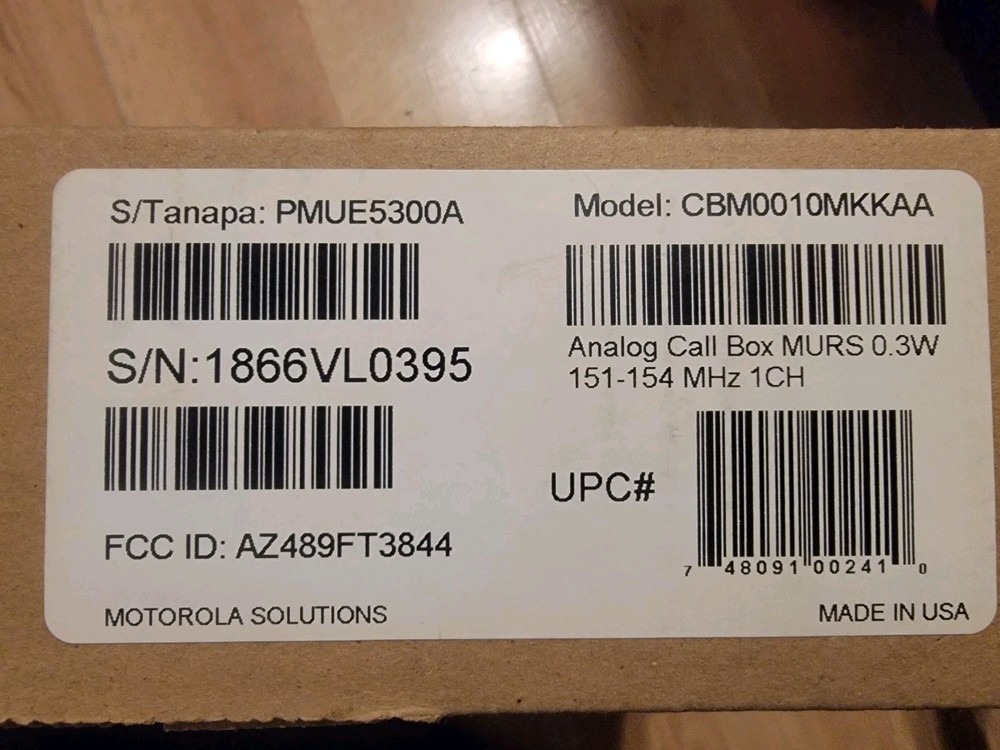 S/Tanapa: PMUE5300A
S/N:1866VL0395
FCC ID: AZ489FT3844
MOTOROLA SOLUTIONS
Model: CBM0010MKKAA
Analog Call Box MURS 0.3W
151-154 MHz 1CH
UPC#
7 48091 00241 0
MADE IN USA